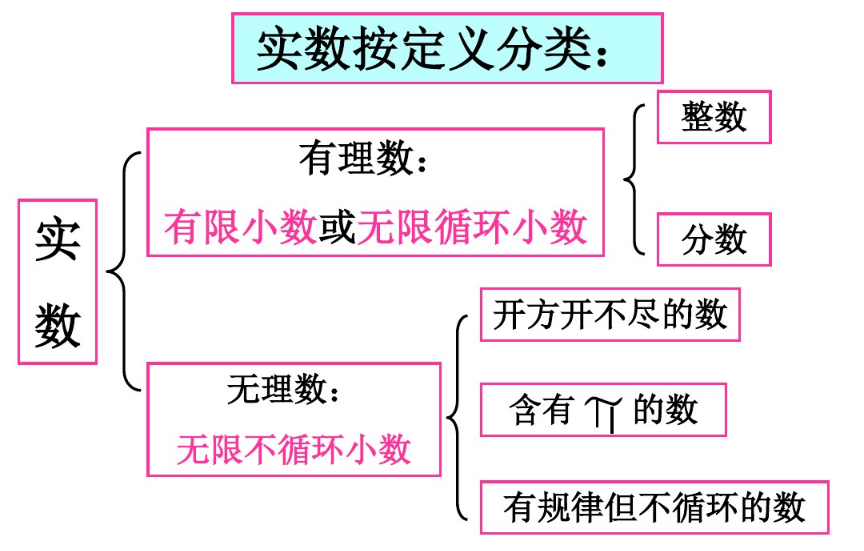 实数按定义分类：
实数
有理数：
有限小数或无限循环小数
整数
分数
无理数：
无限不循环小数
开方开不尽的数
含有 π 的数
有规律但不循环的数